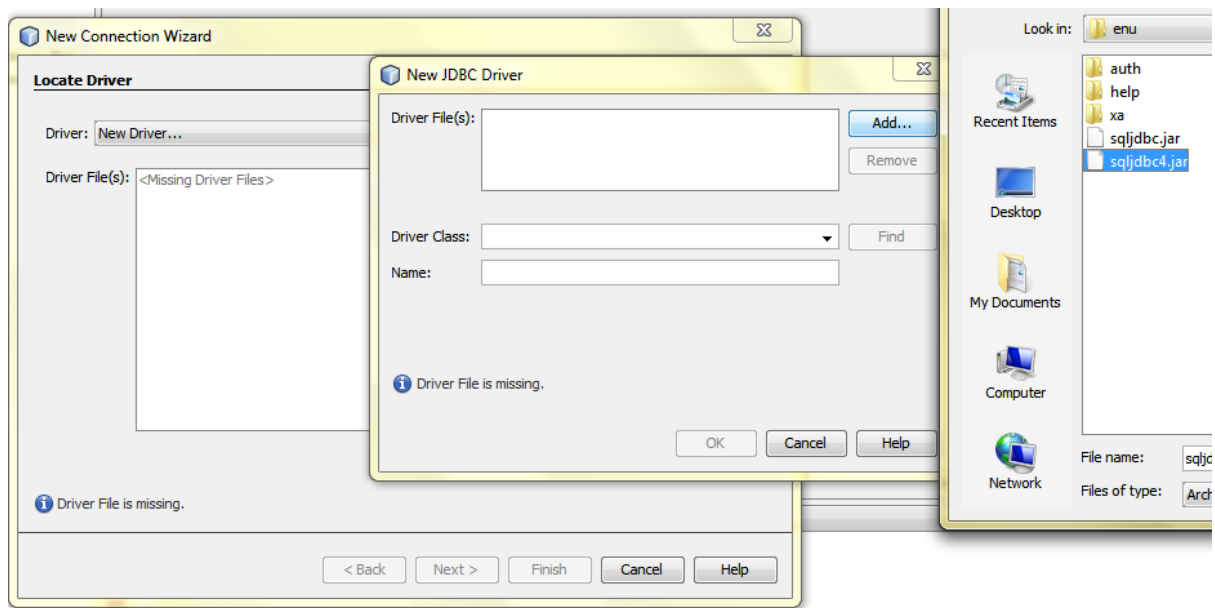 New Connection Wizard
Locate Driver
Driver: New Driver...
Driver File(s): <Missing Driver Files>
Driver File is missing.
< Back Next > Finish Cancel Help
New JDBC Driver
Driver File(s):
Add...
Remove
Driver Class:
Find
Name:
Driver File is missing.
OK Cancel Help
Look in: enu
Recent Items
Desktop
My Documents
Computer
Network
auth
help
xa
sqljdbc.jar
sqljdbc4.jar
File name: sqljd
Files of type: Arch